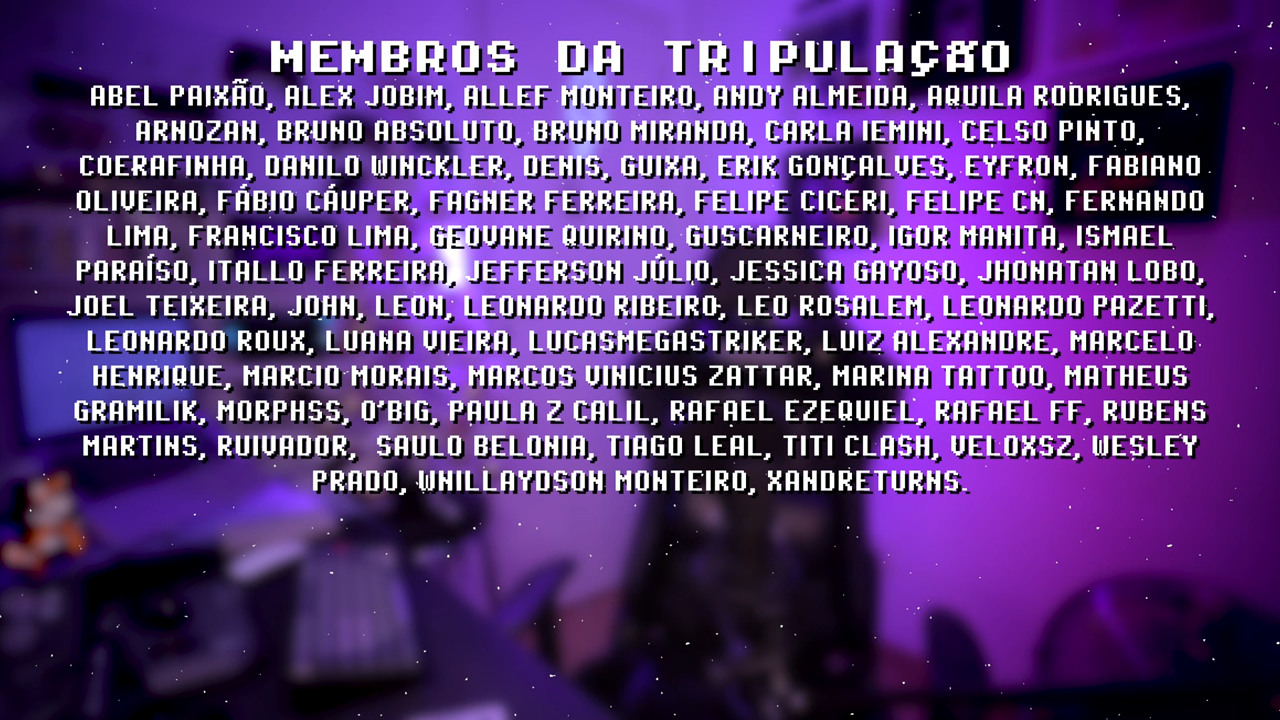 MEMBROS DA TRIPULAÇÃO
ABEL PAIXÃO, ALEX JOBIM, ALLEF MONTEIRO, ANDY ALMEIDA, AQUILA RODRIGUES,
ARNOZAN, BRUNO ABSOLUTO, BRUNO MIRANDA, CARLA IEMINI, CELSO PINTO,
COERAFINHA, DANILO WINCKLER, DENIS, GUIXA, ERIK GONÇALVES, EYFRON, FABIANO
OLIVEIRA, FÁBIO CÁUPER, FAGNER FERREIRA, FELIPE CICERI, FELIPE CN, FERNANDO
LIMA, FRANCISCO LIMA, GEOVANE QUIRINO, GUSCARNEIRO, IGOR MANITA, ISMAEL
PARAÍSO, ITALLO FERREIRA, JEFFERSON JÚLIO, JESSICA GAYOSO, JHONATAN LOBO,
JOEL TEIXEIRA, JOHN, LEON, LEONARDO RIBEIRO, LEO ROSALEM, LEONARDO PAZETTI,
LEONARDO ROUX, LUANA VIEIRA, LUCASMEGASTRIKER, LUIZ ALEXANDRE, MARCELO
HENRIQUE, MARCIO MORAIS, MARCOS VINICIUS ZATTAR, MARINA TATTOO, MATHEUS
GRAMILIK, MORPHSS, O'BIG, PAULA Z CALIL, RAFAEL EZEQUIEL, RAFAEL FF, RUBENS
MARTINS, RUIVADOR,  SAULO BELONIA, TIAGO LEAL, TITI CLASH, VELOXSZ, WESLEY
PRADO, WHILLAYDSON MONTEIRO, XANDRETURNS.